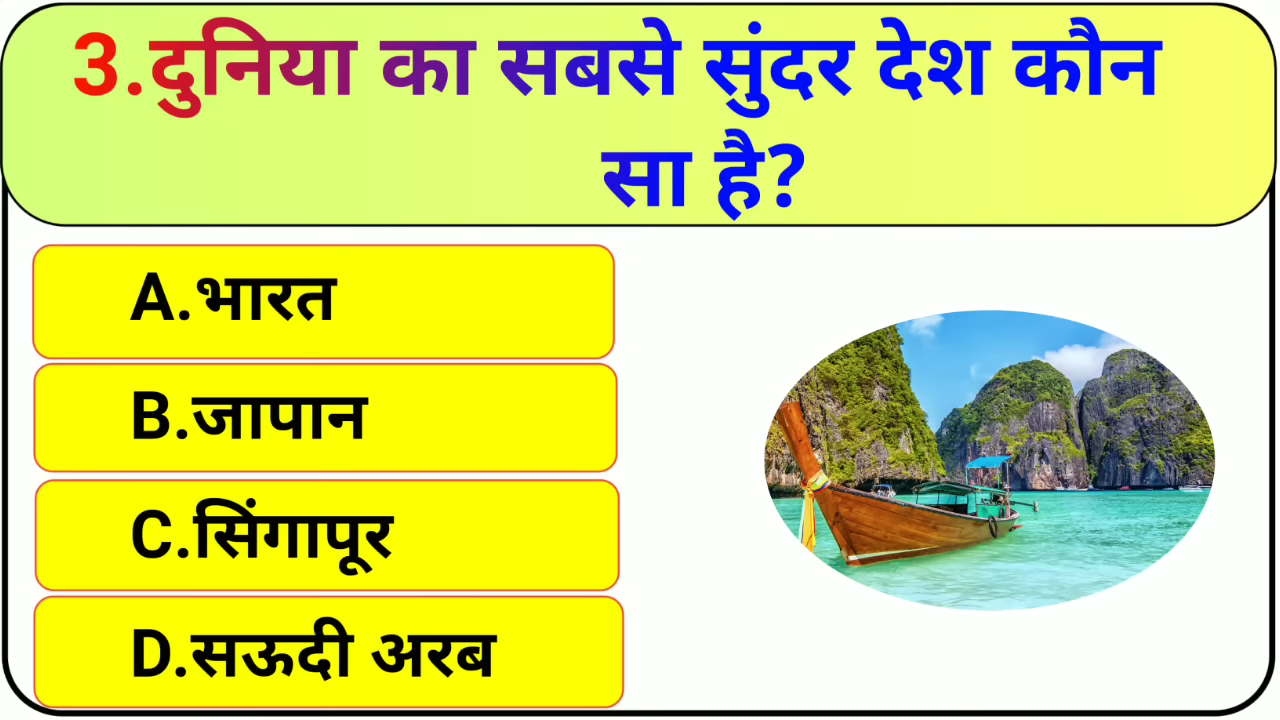 3.दुनिया का सबसे सुंदर देश कौन
सा है?
A.भारत
B.जापान
C.सिंगापूर
D.सऊदी अरब